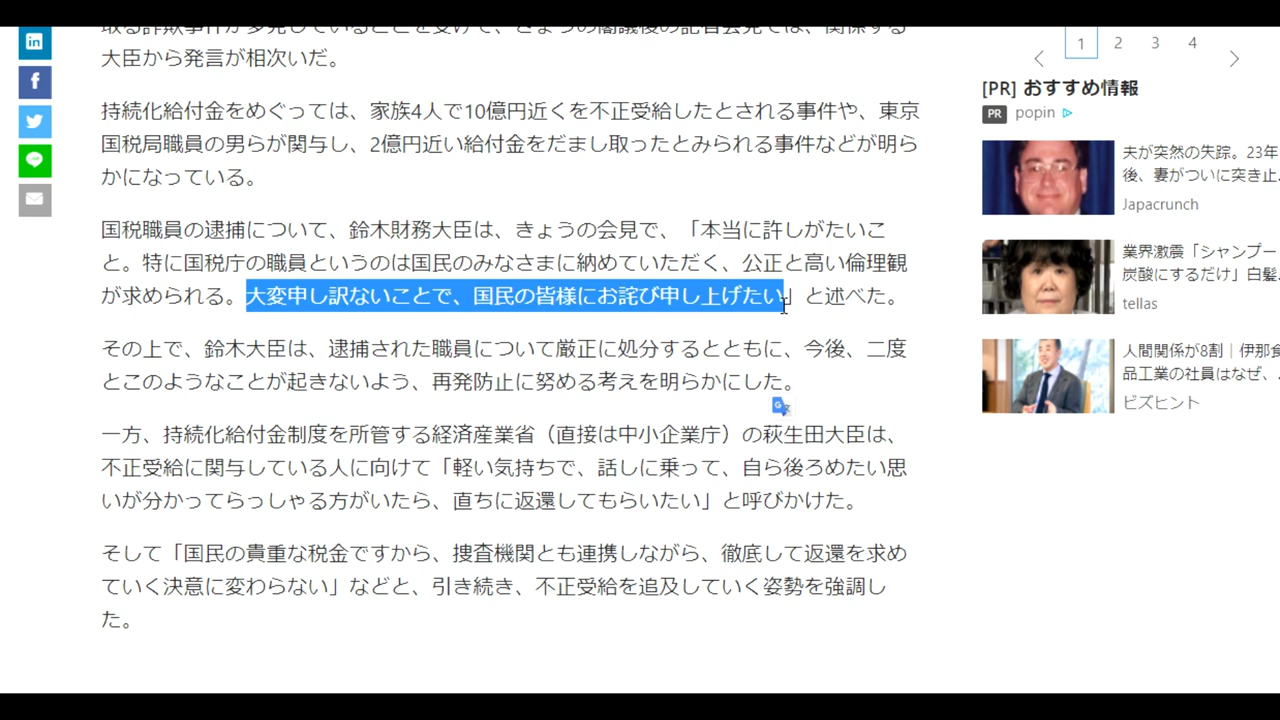 大臣から発言が相次いだ。
持続化給付金をめぐっては、家族4人で10億円近くを不正受給したとされる事件や、東京
国税局職員の男らが関与し、2億円近い給付金をだまし取ったとみられる事件などが明ら
かになっている。
国税職員の逮捕について、鈴木財務大臣は、きょうの会見で、「本当に許しがたいこ
と。特に国税庁の職員というのは国民のみなさまに納めていただく、公正と高い倫理観
が求められる。大変申し訳ないことで、国民の皆様にお詫び申し上げたい」と述べた。
その上で、鈴木大臣は、逮捕された職員について厳正に処分するとともに、今後、二度
とこのようなことが起きないよう、再発防止に努める考えを明らかにした。
一方、持続化給付金制度を所管する経済産業省（直接は中小企業庁）の萩生田大臣は、
不正受給に関与している人に向けて「軽い気持ちで、話しに乗って、自ら後ろめたい思
いが分かってらっしゃる方がいたら、直ちに返還してもらいたい」と呼びかけた。
そして「国民の貴重な税金ですから、捜査機関とも連携しながら、徹底して返還を求め
ていく決意に変わらない」などと、引き続き、不正受給を追及していく姿勢を強調し
た。
1 2 3 4
[PR] おすすめ情報
PR popin
夫が突然の失踪。23年
後、妻がついに突き止.
Japacrunch
業界激震「シャンプー
炭酸にするだけ」白髪.
tellas
人間関係が8割｜伊那食
品工業の社員はなぜ、.
ビズヒント